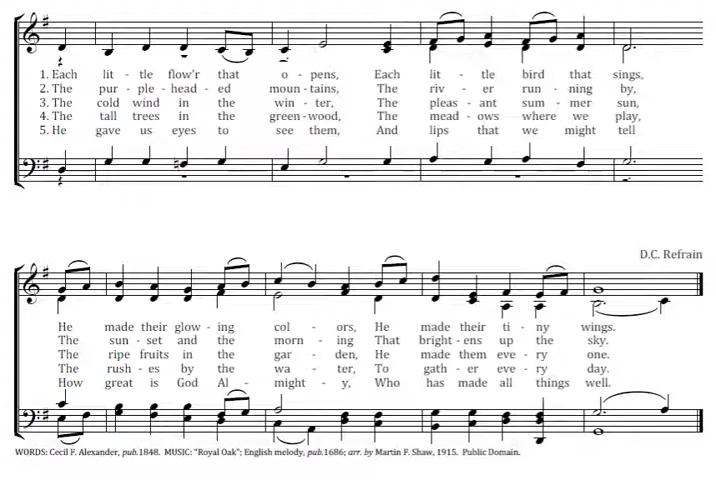 1. Each lit - tle flow'r that o - pens, Each lit - tle bird that sings,
2. The pur - ple - head - ed moun - tains, The riv - er run - ning by,
3. The cold wind in the win - ter, The pleas - ant sum - mer sun,
4. The tall trees in the green - wood, The mead - ows where we play,
5. He gave us eyes to see them, And lips that we might tell
D.C. Refrain
He made their glow - ing col - ors, He made their ti - ny wings.
The sun - set and the morn - ing That bright - ens up the sky.
The ripe fruits in the gar - den, He made them eve - ry one.
The rush - es by the wa - ter, To gath - er eve - ry day.
How great is God Al - might - y, Who has made all things well.
WORDS: Cecil F. Alexander, pub.1848. MUSIC: "Royal Oak"; English melody, pub.1686; arr. by Martin F. Shaw, 1915. Public Domain.